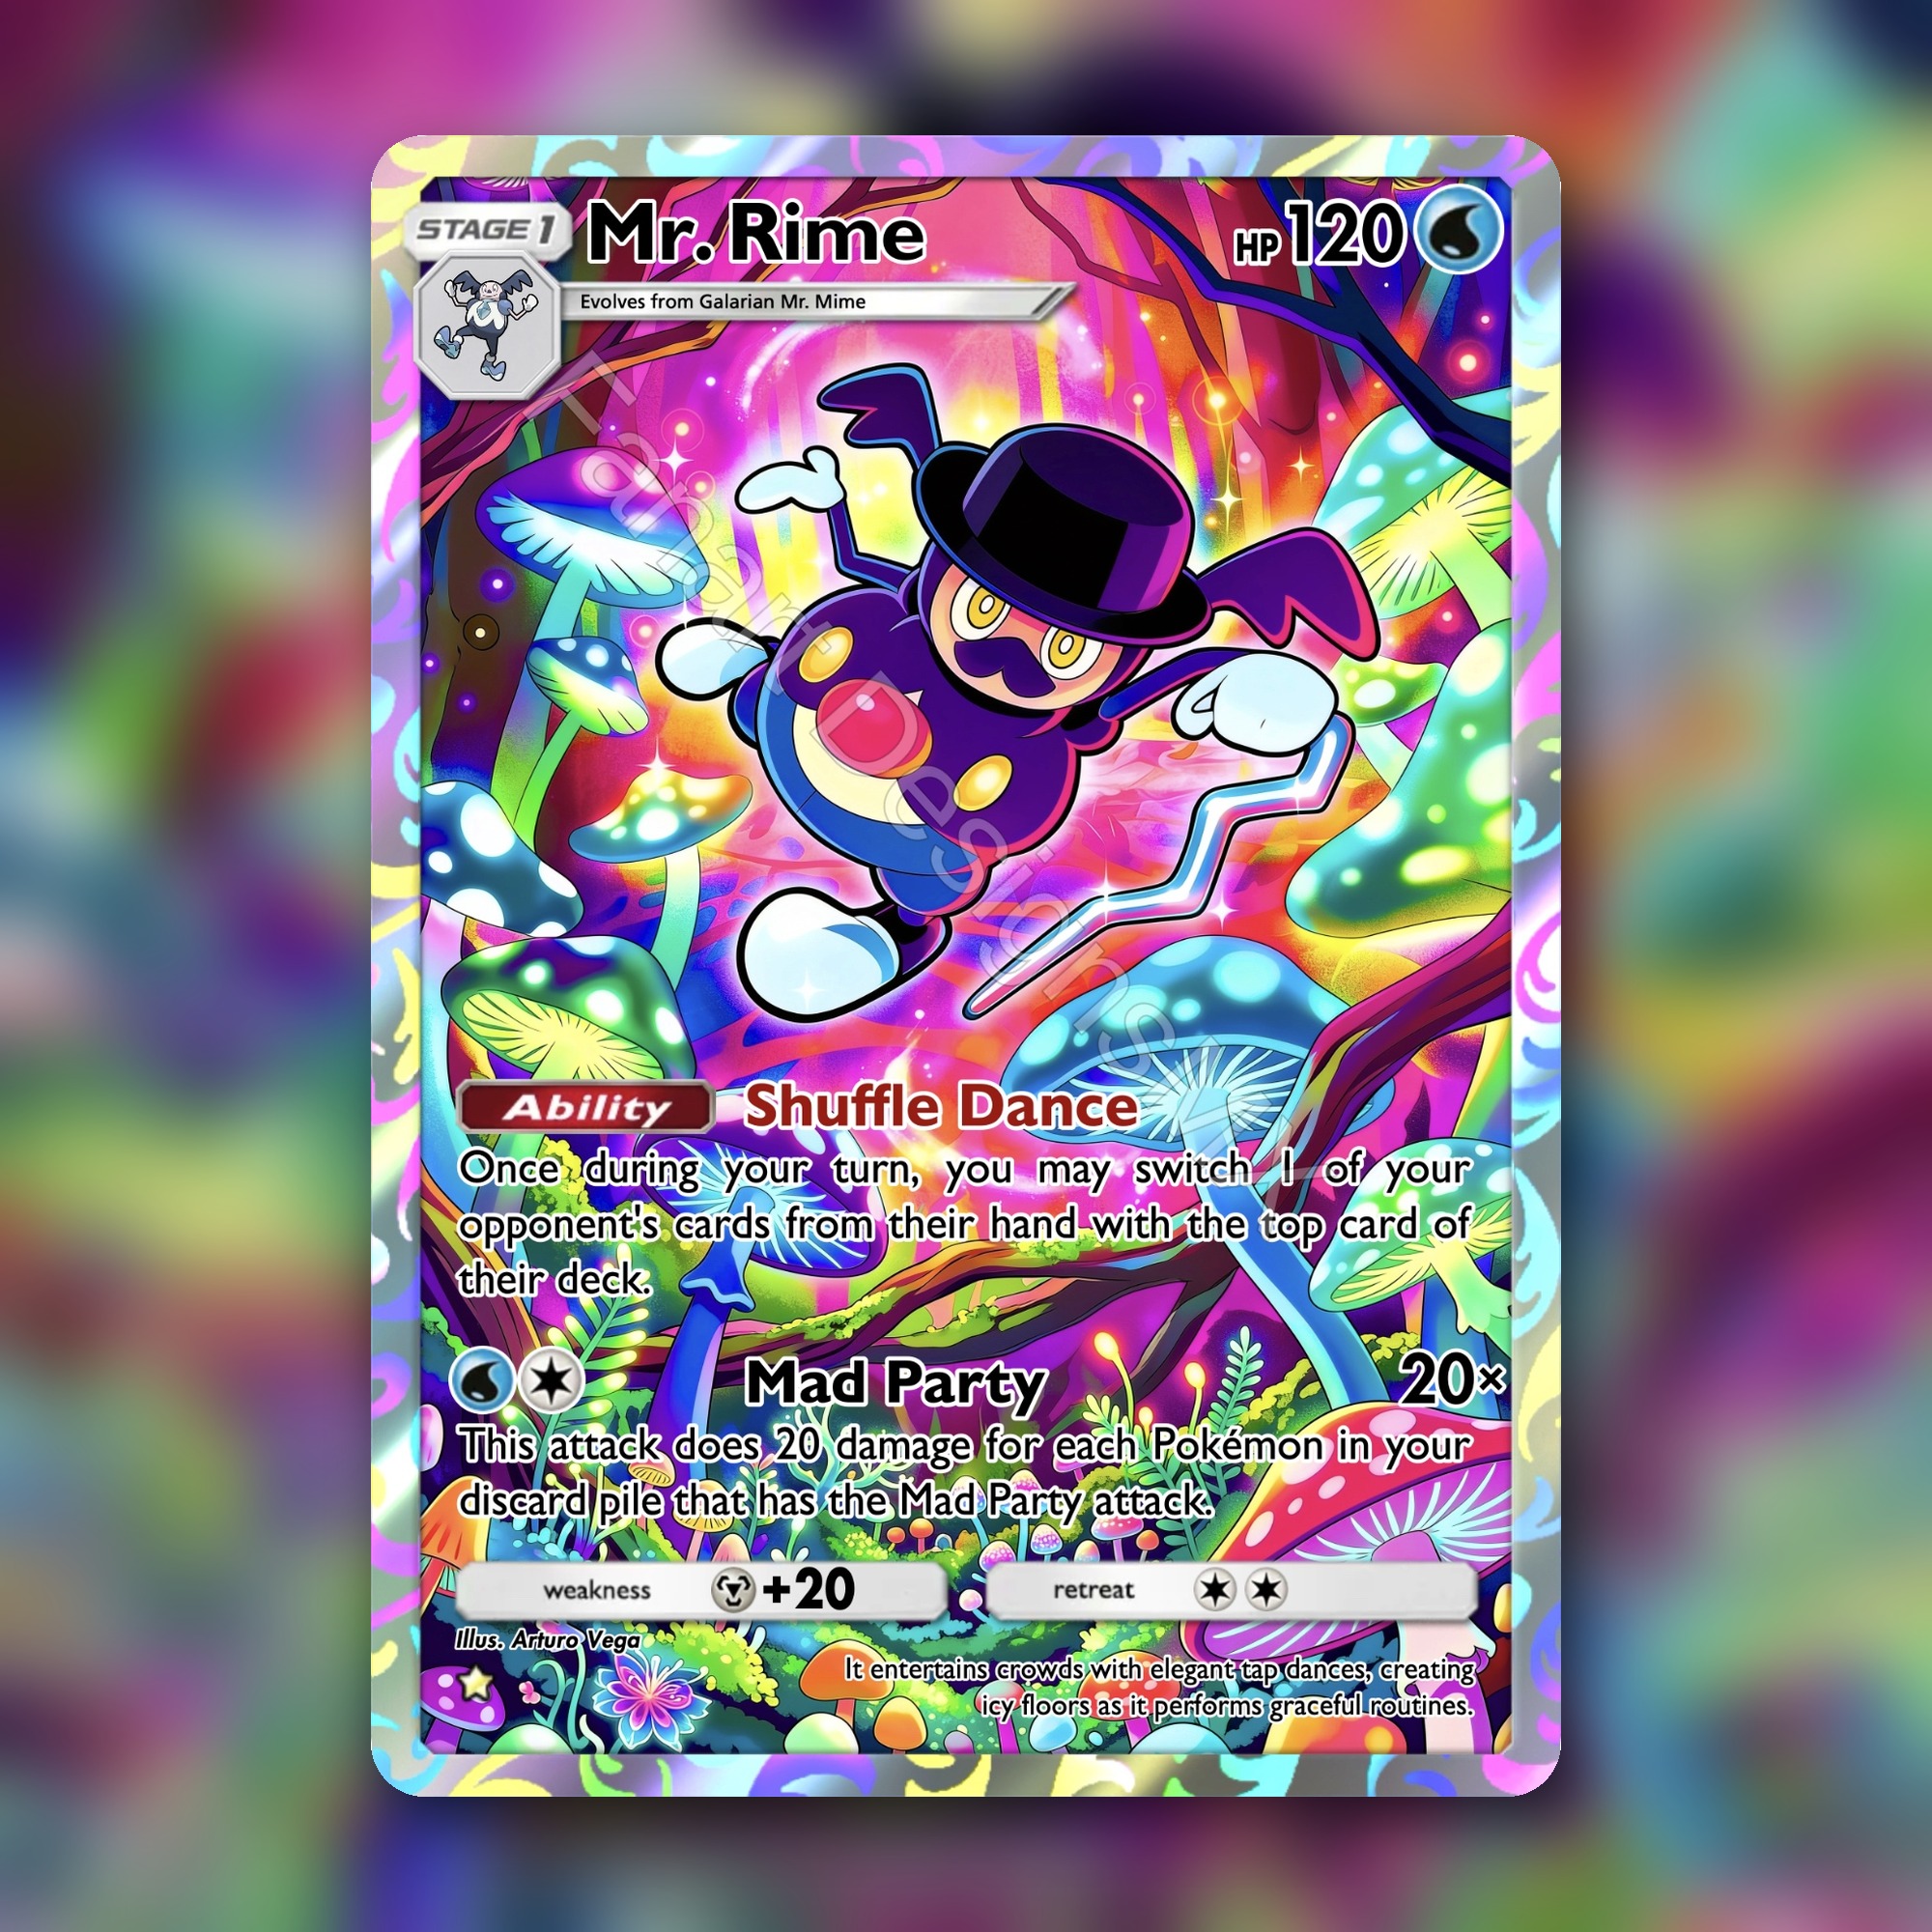 STAGE 1
Mr. Rime
HP 120
Evolves from Galarian Mr. Mime
Ability Shuffle Dance
Once during your turn, you may switch 1 of your
opponent's cards from their hand with the top card of
their deck.
Mad Party 20×
This attack does 20 damage for each Pokémon in your
discard pile that has the Mad Party attack.
weakness +20
retreat
Illus. Arturo Vega
It entertains crowds with elegant tap dances, creating
icy floors as it performs graceful routines.